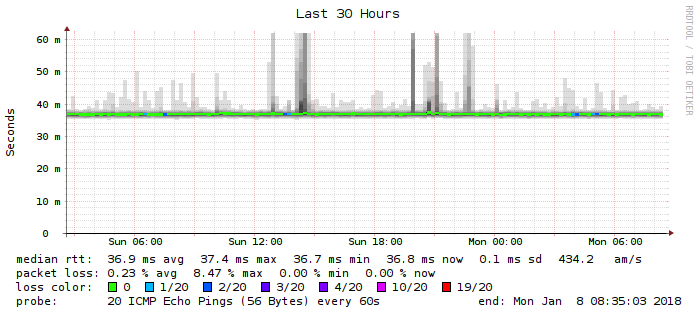 Last 30 Hours
RRDTOOL / TOBI OETIKER
Seconds
60 m
50 m
40 m
30 m
20 m
10 m
0
Sun 06:00 Sun 12:00 Sun 18:00 Mon 00:00 Mon 06:00
median rtt: 36.9 ms avg 37.4 ms max 36.7 ms min 36.8 ms now 0.1 ms sd 434.2 am/s
packet loss: 0.23 % avg 8.47 % max 0.00 % min 0.00 % now
loss color: 0 1/20 2/20 3/20 4/20 10/20 19/20
probe: 20 ICMP Echo Pings (56 Bytes) every 60s end: Mon Jan 8 08:35:03 2018